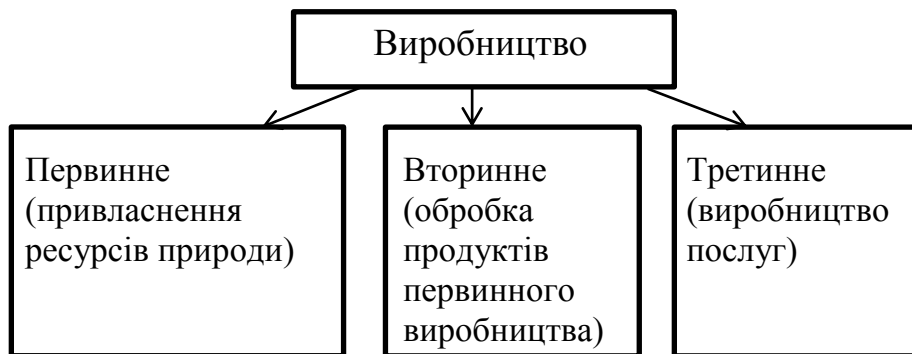 Виробництво
Первинне
(привласнення
ресурсів природи)
Вторинне
(обробка
продуктів
первинного
виробництва)
Третинне
(виробництво
послуг)